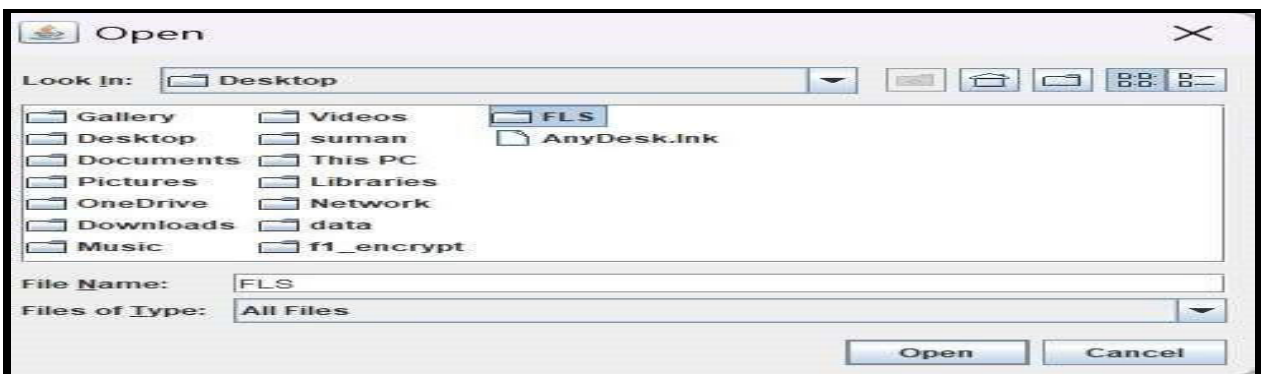 Open
Look In: Desktop
Gallery Videos FLS
Desktop suman AnyDesk.lnk
Documents This PC
Pictures Libraries
OneDrive Network
Downloads data
Music f1_encrypt
File Name: FLS
Files of Type: All Files
Open Cancel